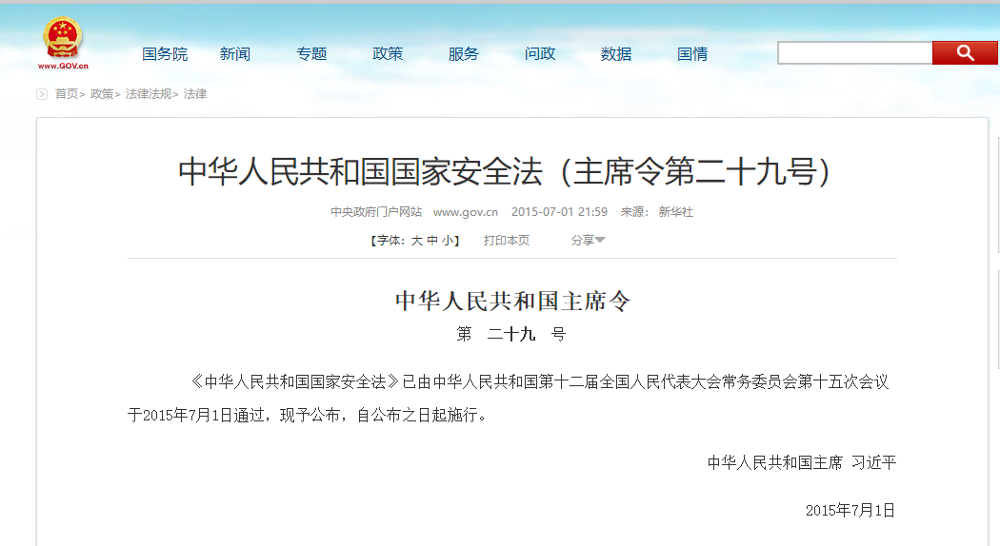 www.GOV.cn
国务院 新闻 专题 政策 服务 问政 数据 国情
首页> 政策> 法律法规> 法律
中华人民共和国国家安全法（主席令第二十九号）
中央政府门户网站 www.gov.cn 2015-07-01 21:59 来源： 新华社
【字体：大 中 小】 打印本页 分享
中华人民共和国主席令
第 二十九 号
《中华人民共和国国家安全法》已由中华人民共和国第十二届全国人民代表大会常务委员会第十五次会议
于2015年7月1日通过，现予公布，自公布之日起施行。
中华人民共和国主席 习近平
2015年7月1日